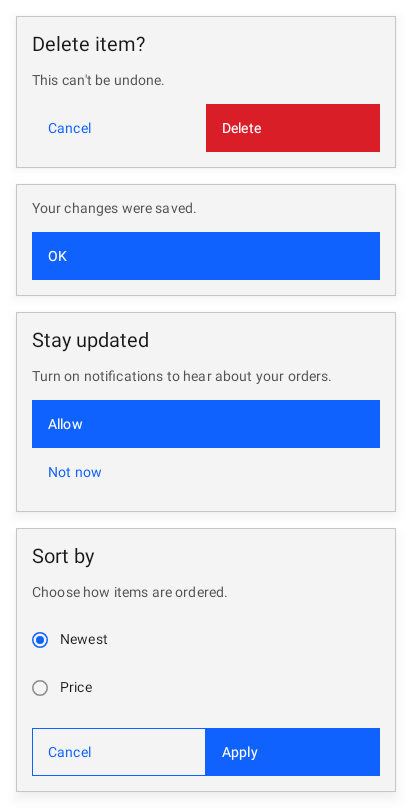 Delete item?
This can't be undone.
Cancel
Delete
Your changes were saved.
OK
Stay updated
Turn on notifications to hear about your orders.
Allow
Not now
Sort by
Choose how items are ordered.
Newest
Price
Cancel
Apply